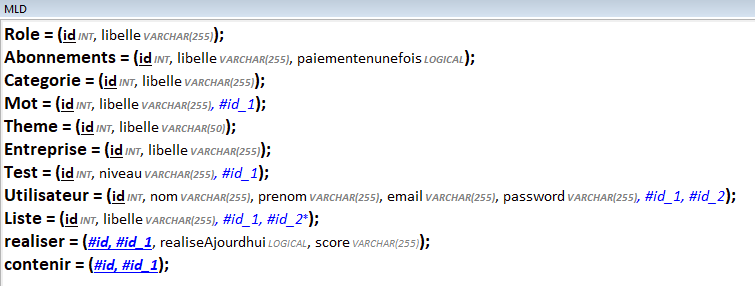 MLD
Role = (id INT, libelle VARCHAR(255));
Abonnements = (id INT, libelle VARCHAR(255), paiementenunefois LOGICAL);
Categorie = (id INT, libelle VARCHAR(255));
Mot = (id INT, libelle VARCHAR(255), #id_1);
Theme = (id INT, libelle VARCHAR(50));
Entreprise = (id INT, libelle VARCHAR(255));
Test = (id INT, niveau VARCHAR(255), #id_1);
Utilisateur = (id INT, nom VARCHAR(255), prenom VARCHAR(255), email VARCHAR(255), password VARCHAR(255), #id_1, #id_2);
Liste = (id INT, libelle VARCHAR(255), #id_1, #id_2*);
realiser = (#id, #id_1, realiseAjourdhui LOGICAL, score VARCHAR(255));
contenir = (#id, #id_1);